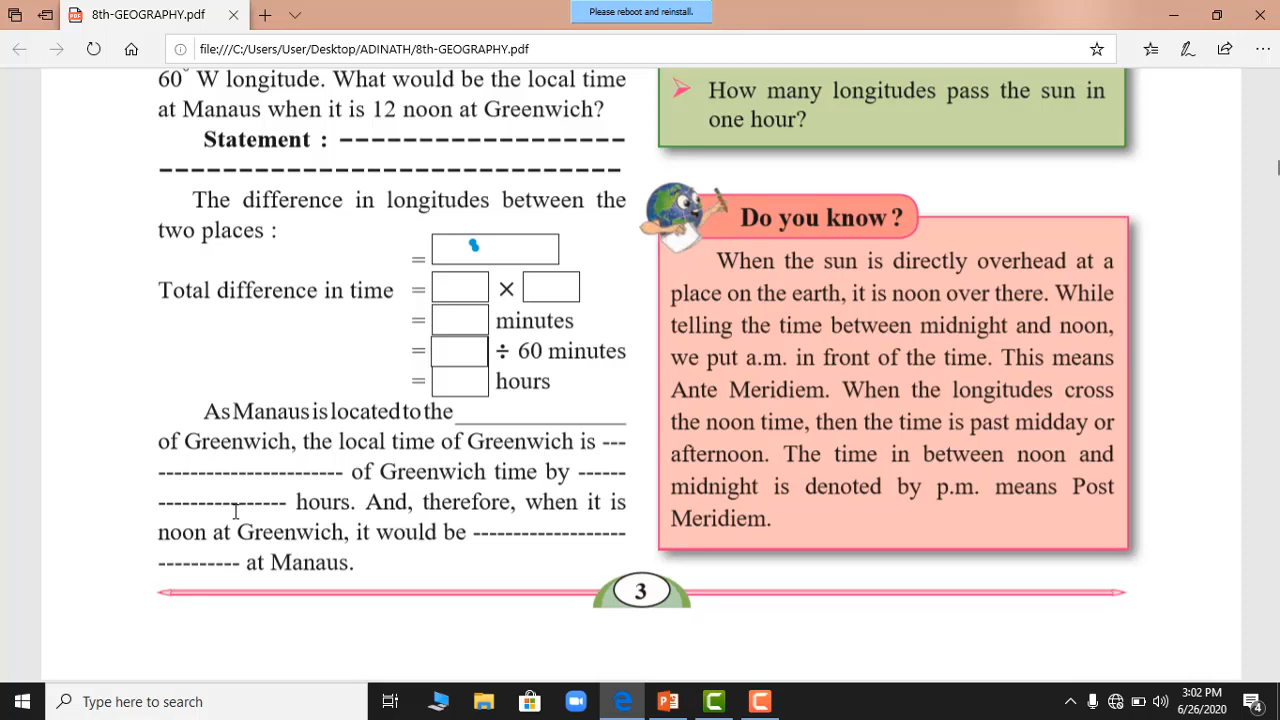 8th-GEOGRAPHY.pdf
Please reboot and reinstall.
file:///C:/Users/User/Desktop/ADINATH/8th-GEOGRAPHY.pdf
60° W longitude. What would be the local time
at Manaus when it is 12 noon at Greenwich?
Statement : ------------------
-----------------------------
The difference in longitudes between the
two places :
=
Total difference in time = ×
= minutes
= ÷ 60 minutes
= hours
As Manaus is located to the ______________
of Greenwich, the local time of Greenwich is ---
----------------------- of Greenwich time by ------
---------------- hours. And, therefore, when it is
noon at Greenwich, it would be -------------------
---------- at Manaus.
How many longitudes pass the sun in
one hour?
Do you know?
When the sun is directly overhead at a
place on the earth, it is noon over there. While
telling the time between midnight and noon,
we put a.m. in front of the time. This means
Ante Meridiem. When the longitudes cross
the noon time, then the time is past midday or
afternoon. The time in between noon and
midnight is denoted by p.m. means Post
Meridiem.
3
Type here to search
3:02 PM
6/26/2020
4